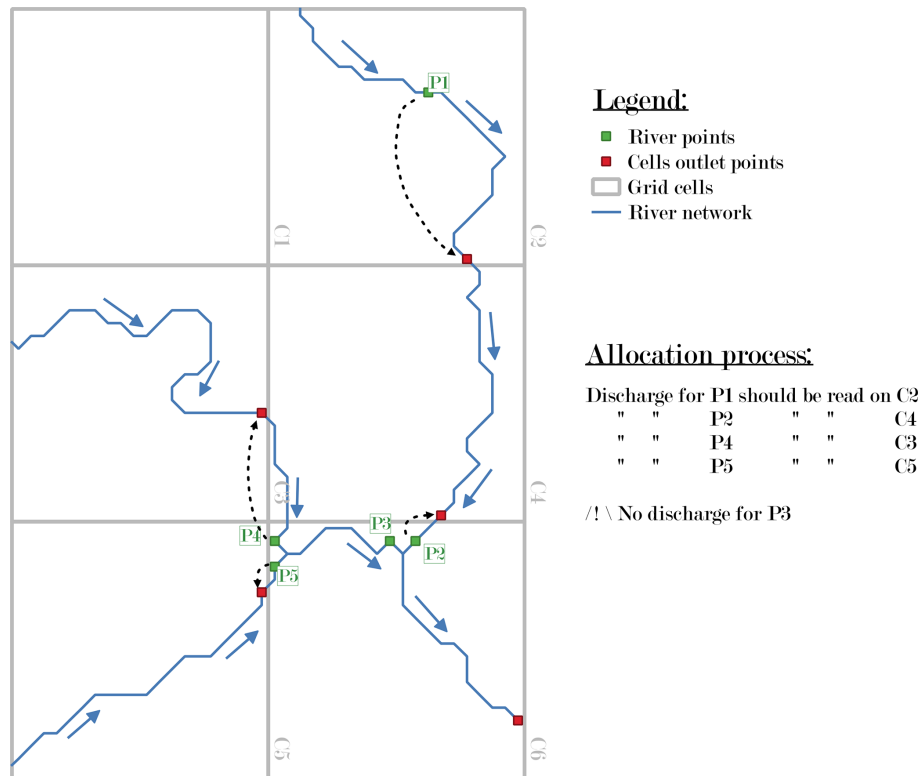 P1
C1
C2
C3
C4
P4
P3
P2
P5
C5
C6
Legend:
River points
Cells outlet points
Grid cells
River network
Allocation process:
Discharge for P1 should be read on C2
" " P2 " " C4
" " P4 " " C3
" " P5 " " C5
/! \ No discharge for P3